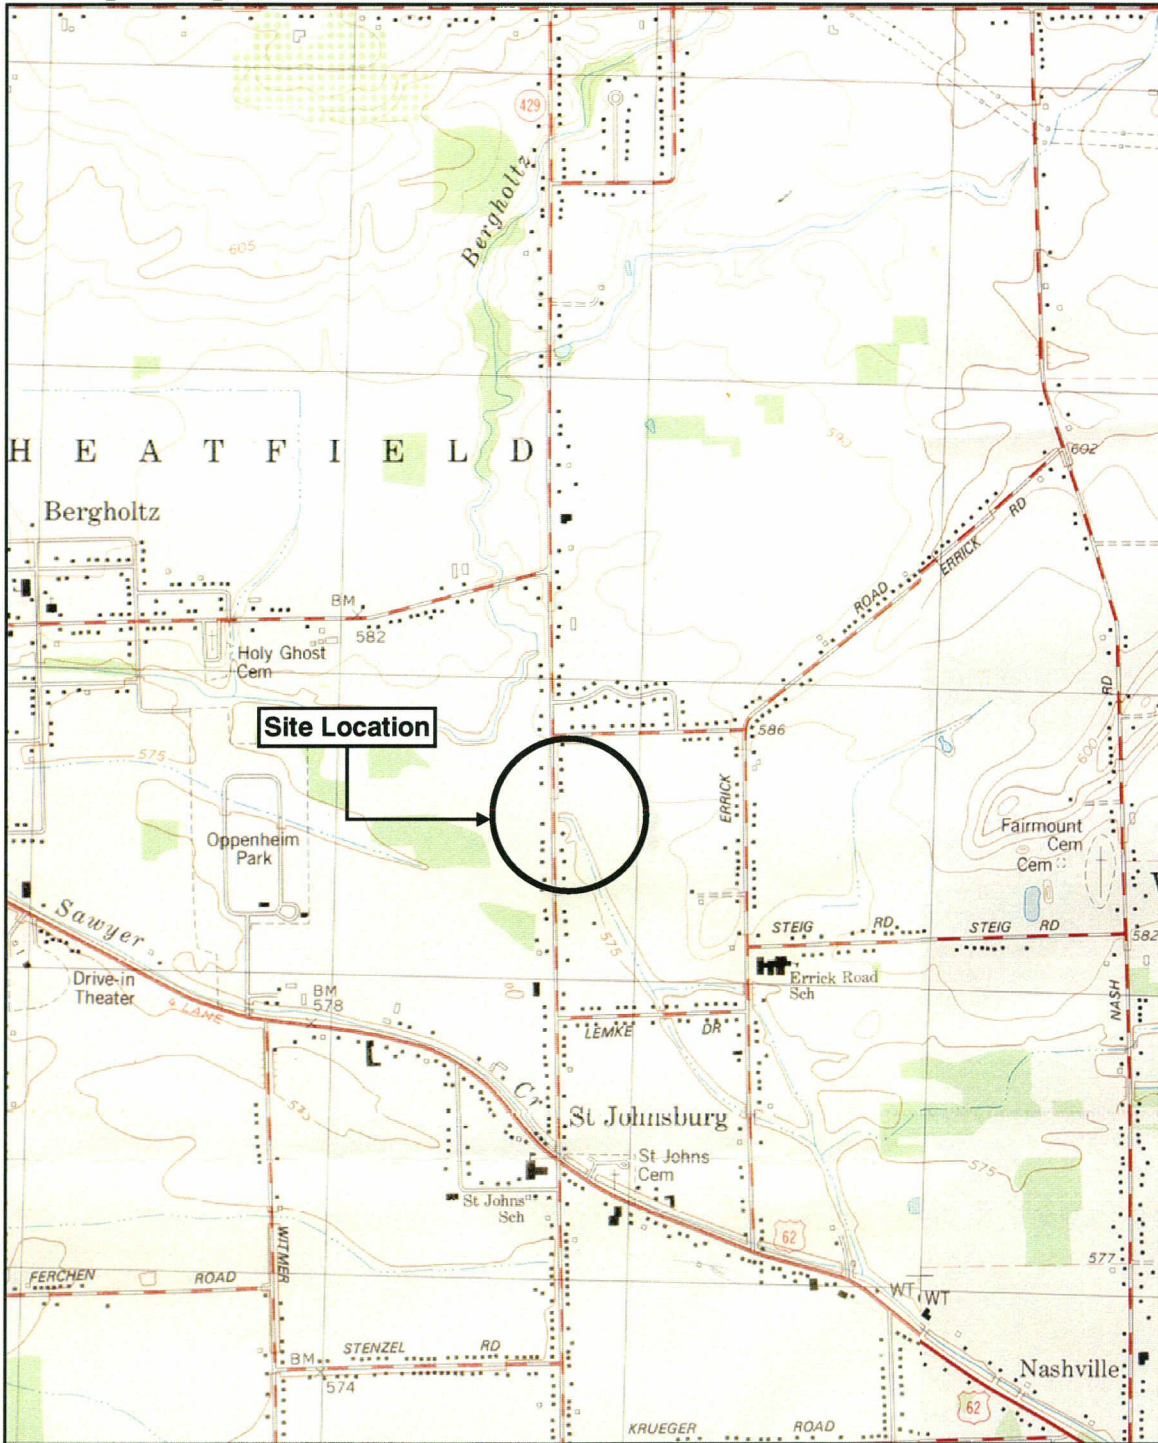 429
Bergholtz
605
590
HEATFIELD
602
Bergholtz
ERRICK RD
ROAD
BM
582
Holy Ghost
Cem
RD
Site Location
586
575
600
ERRICK
Oppenheim
Park
Fairmount
Cem
Cem
Sawyer
STEIG RD
STEIG RD
582
575
Drive-in
Theater
Errick Road
Sch
BM
578
4 LANE
NASH
LEMKE DR
Cr
St Johnsburg
St Johns
Cem
575
St Johns
Sch
62
WITMER
577
FERCHEN ROAD
WT
WT
STENZEL RD
BM
574
Nashville
62
KRUEGER ROAD